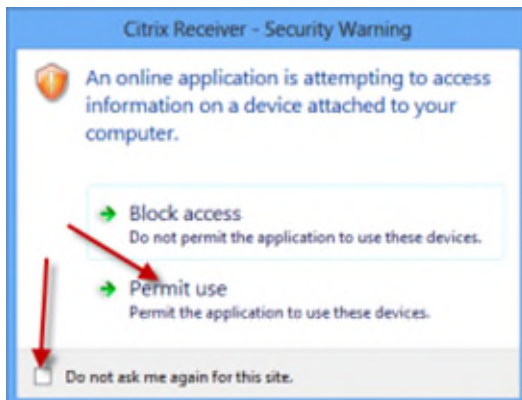 Citrix Receiver - Security Warning
An online application is attempting to access
information on a device attached to your
computer.
Block access
Do not permit the application to use these devices.
Permit use
Permit the application to use these devices.
Do not ask me again for this site.